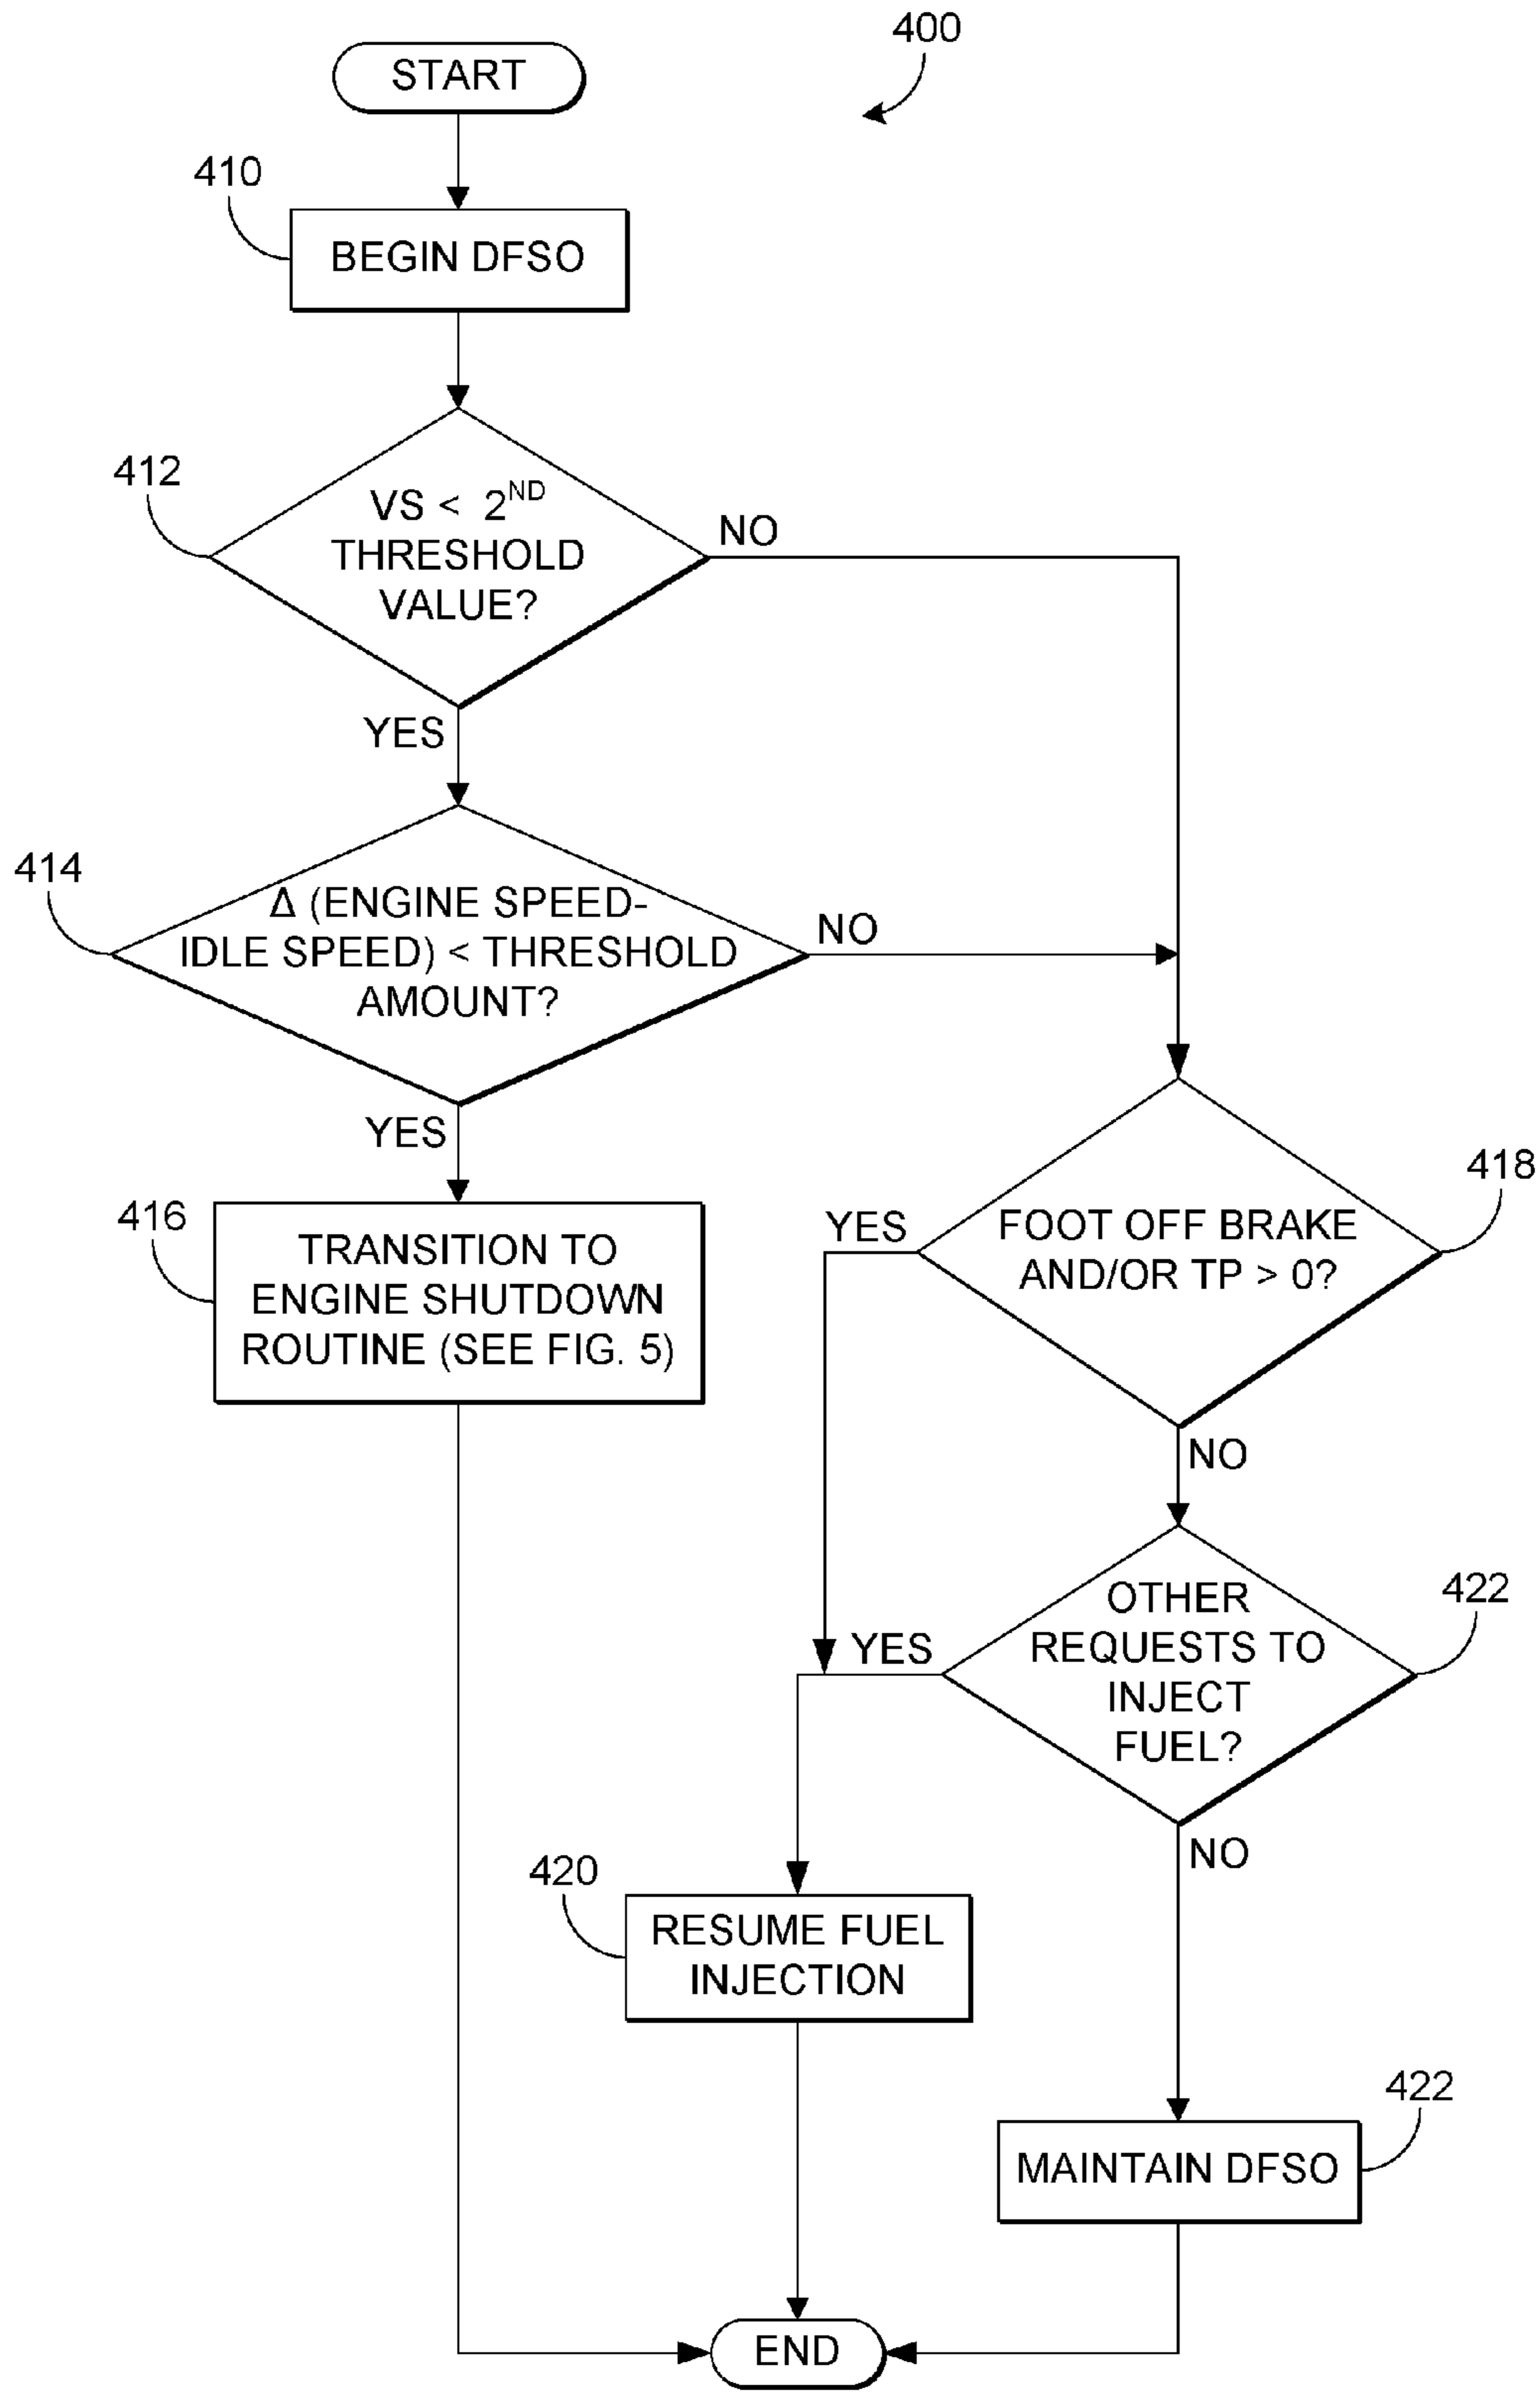 400
START
410
BEGIN DFSO
412
VS < 2ND
THRESHOLD
VALUE?
NO
YES
414
Δ (ENGINE SPEED-
IDLE SPEED) < THRESHOLD
AMOUNT?
NO
YES
416
TRANSITION TO
ENGINE SHUTDOWN
ROUTINE (SEE FIG. 5)
418
YES
FOOT OFF BRAKE
AND/OR TP > 0?
NO
422
YES
OTHER
REQUESTS TO
INJECT
FUEL?
NO
420
RESUME FUEL
INJECTION
422
MAINTAIN DFSO
END